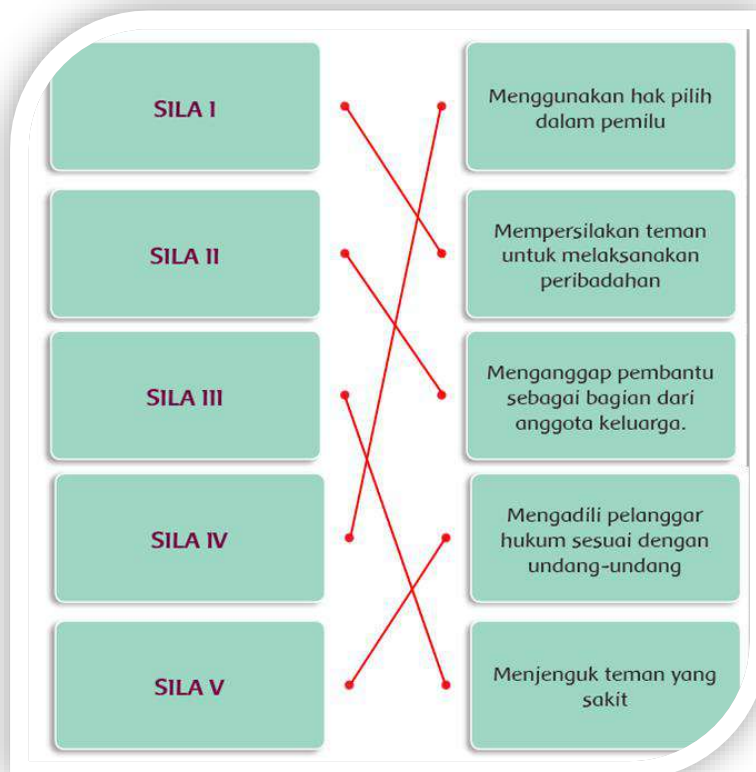 SILA I
Menggunakan hak pilih
dalam pemilu
SILA II
Mempersilakan teman
untuk melaksanakan
peribadahan
SILA III
Menganggap pembantu
sebagai bagian dari
anggota keluarga.
SILA IV
Mengadili pelanggar
hukum sesuai dengan
undang-undang
SILA V
Menjenguk teman yang
sakit